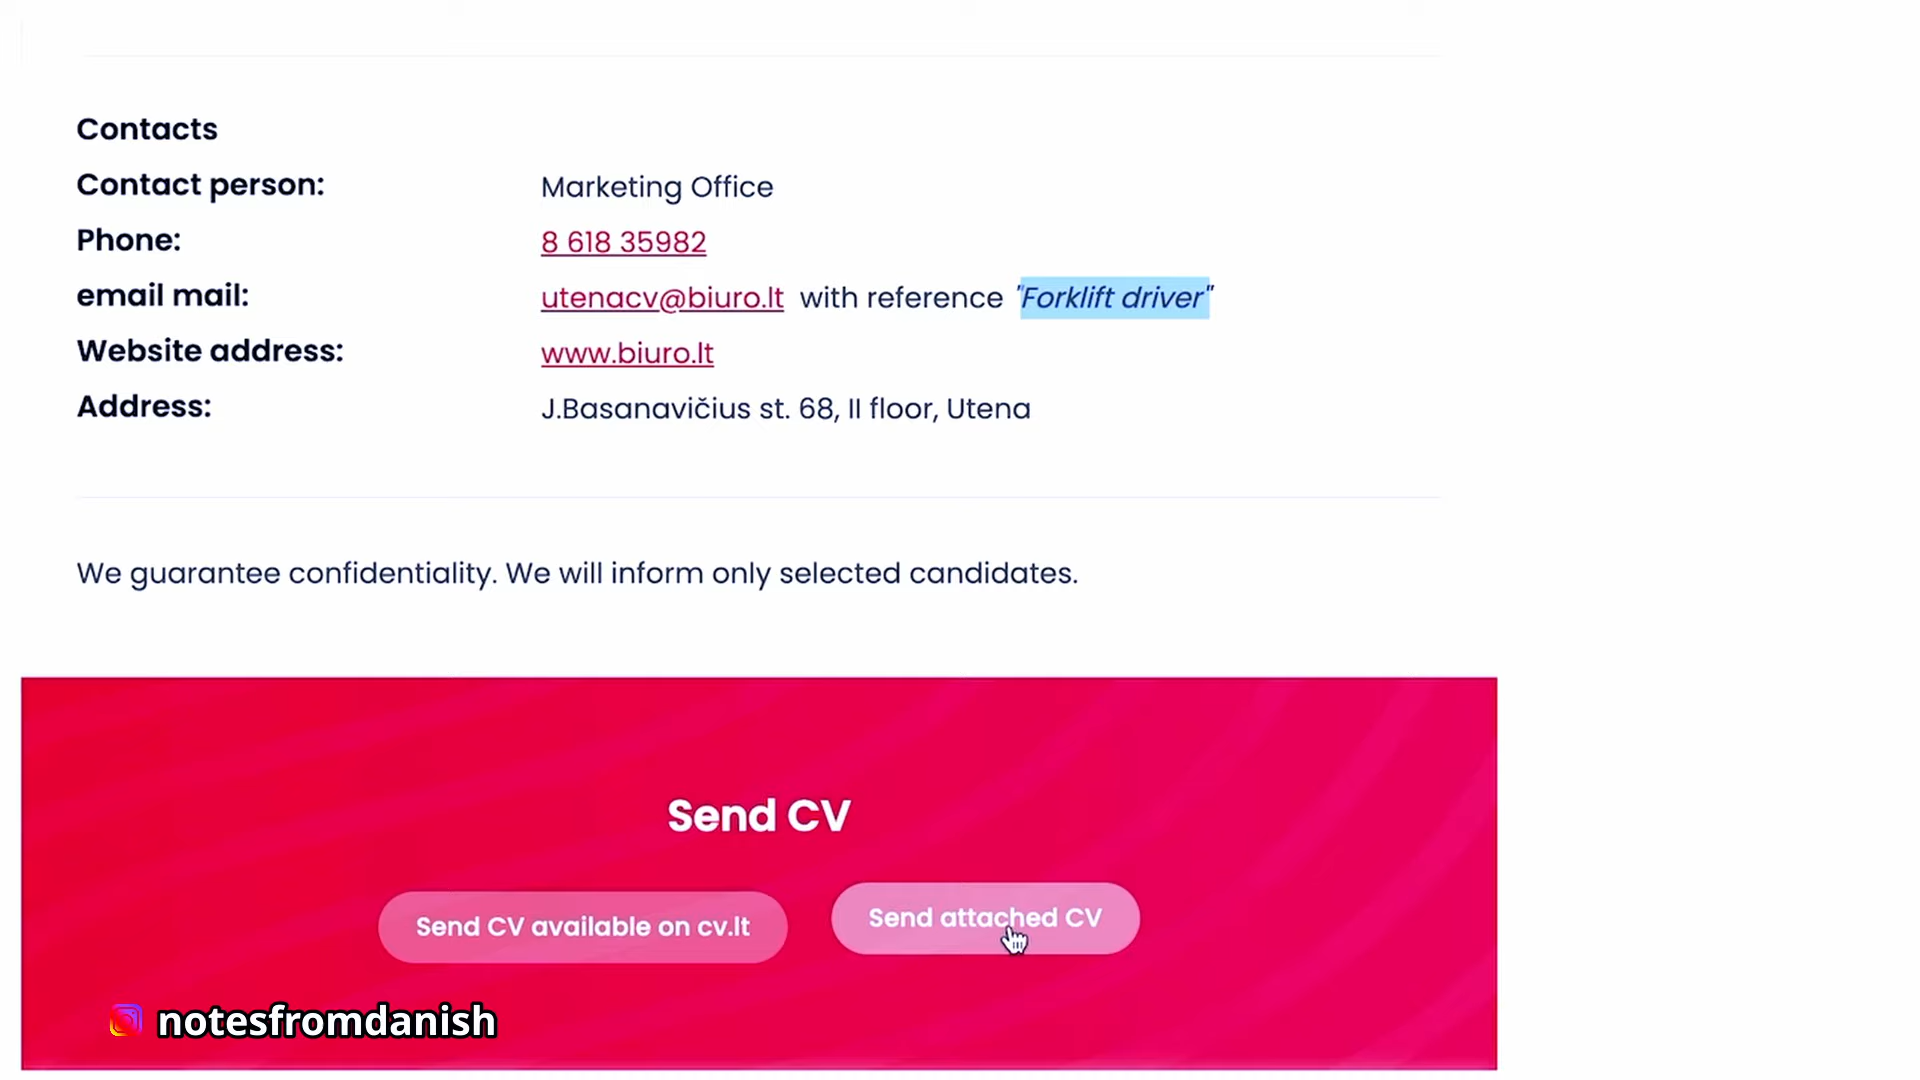 Contacts
Contact person: Marketing Office
Phone: 8 618 35982
email mail: utenacv@biuro.lt with reference "Forklift driver"
Website address: www.biuro.lt
Address: J.Basanavičius st. 68, II floor, Utena
We guarantee confidentiality. We will inform only selected candidates.
Send CV
Send CV available on cv.lt
Send attached CV
notesfromdanish